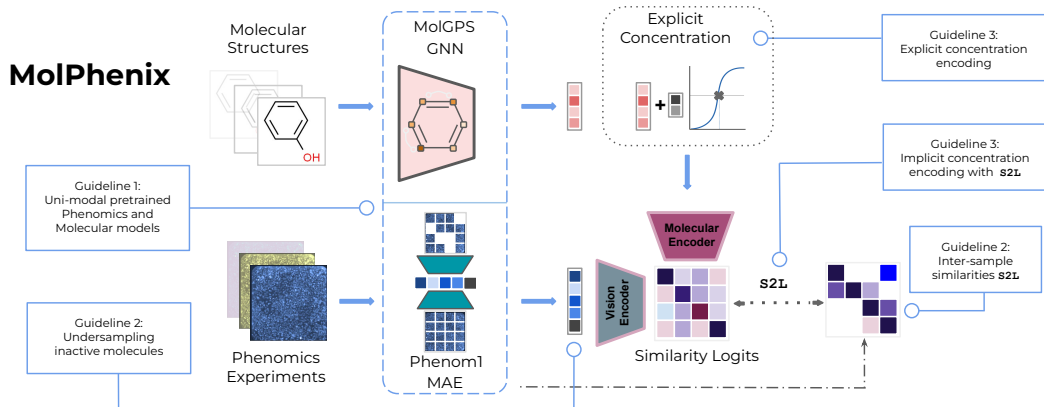 MolPhenix
Molecular
Structures
OH
MolGPS
GNN
Explicit
Concentration
+
Guideline 3:
Explicit concentration
encoding
Guideline 3:
Implicit concentration
encoding with S2L
Guideline 1:
Uni-modal pretrained
Phenomics and
Molecular models
Molecular
Encoder
Guideline 2:
Inter-sample
similarities S2L
S2L
Vision
Encoder
Guideline 2:
Undersampling
inactive molecules
Phenomics
Experiments
Phenom1
MAE
Similarity Logits